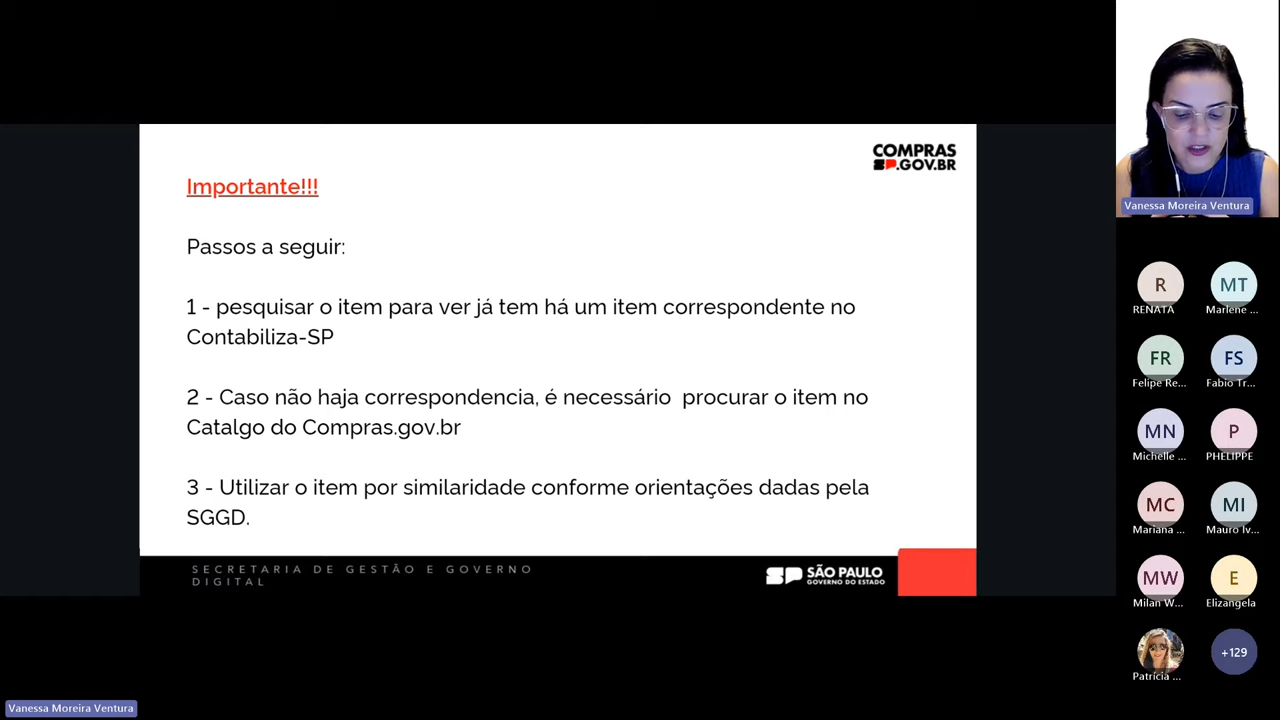 COMPRAS
SP.GOV.BR
Importante!!!
Passos a seguir:
1 - pesquisar o item para ver já tem há um item correspondente no
Contabiliza-SP
2 - Caso não haja correspondencia, é necessário  procurar o item no
Catalgo do Compras.gov.br
3 - Utilizar o item por similaridade conforme orientações dadas pela
SGGD.
SECRETARIA DE GESTÃO E GOVERNO
DIGITAL
SP SÃO PAULO
GOVERNO DO ESTADO
Vanessa Moreira Ventura
R
RENATA
MT
Marlene ...
FR
Felipe Re...
FS
Fabio Tr...
MN
Michelle ...
P
PHELIPPE
MC
Mariana ...
MI
Mauro Iv...
MW
Milan W...
E
Elizangela
Patrícia ...
+129
Vanessa Moreira Ventura